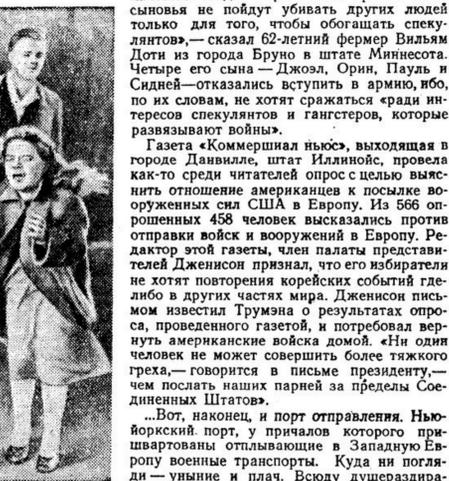 сыновья не пойдут убивать других людей
только для того, чтобы обогащать спеку-
лянтов»,— сказал 62-летний фермер Вильям
Доти из города Бруно в штате Миннесота.
Четыре его сына — Джоэл, Орин, Пауль и
Сидней—отказались вступить в армию, ибо,
по их словам, не хотят сражаться «ради ин-
тересов спекулянтов и гангстеров, которые
развязывают войны».
Газета «Коммершиал ньюс», выходящая в
городе Данвилле, штат Иллинойс, провела
как-то среди читателей опрос с целью выяс-
нить отношение американцев к посылке во-
оруженных сил США в Европу. Из 566 оп-
рошенных 458 человек высказались против
отправки войск и вооружений в Европу. Ре-
дактор этой газеты, член палаты представи-
телей Дженисон признал, что его избиратели
не хотят повторения корейских событий где-
либо в других частях мира. Дженисон пись-
мом известил Трумэна о результатах опро-
са, проведенного газетой, и потребовал вер-
нуть американские войска домой. «Ни один
человек не может совершить более тяжкого
греха,— говорится в письме президенту,—
чем послать наших парней за пределы Сое-
диненных Штатов».
...Вот, наконец, и порт отправления. Нью-
йоркский порт, у причалов которого при-
швартованы отплывающие в Западную Ев-
ропу военные транспорты. Куда ни погля-
ди — уныние и плач. Всюду душераздира-